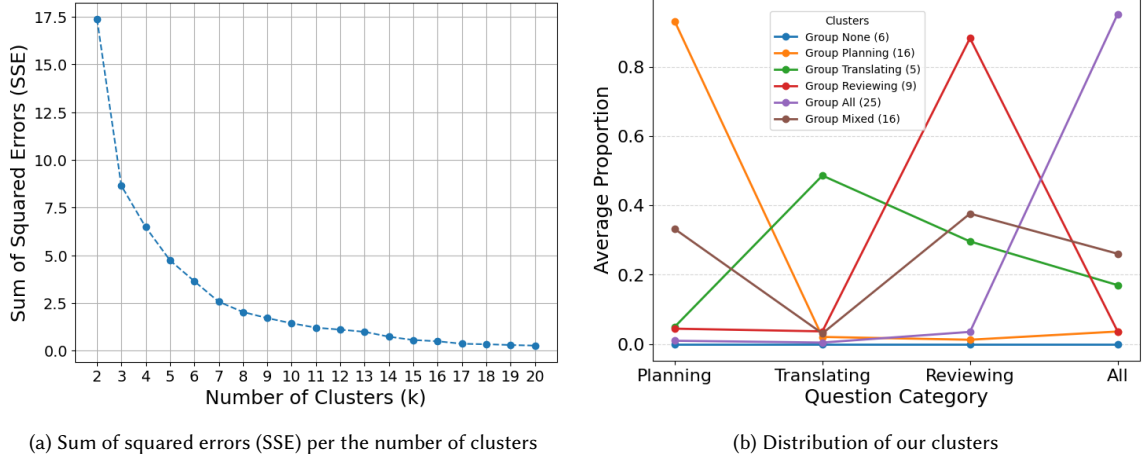 Sum of Squared Errors (SSE)
17.5
15.0
12.5
10.0
7.5
5.0
2.5
0.0
2 3 4 5 6 7 8 9 10 11 12 13 14 15 16 17 18 19 20
Number of Clusters (k)
(a) Sum of squared errors (SSE) per the number of clusters
Average Proportion
0.8
0.6
0.4
0.2
0.0
Clusters
Group None (6)
Group Planning (16)
Group Translating (5)
Group Reviewing (9)
Group All (25)
Group Mixed (16)
Planning Translating Reviewing All
Question Category
(b) Distribution of our clusters